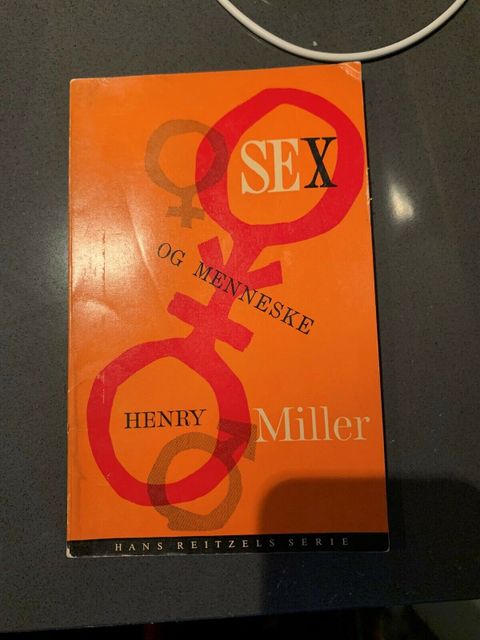 SEX
OG MENNESKE
HENRY Miller
HANS REITZELS SERIE